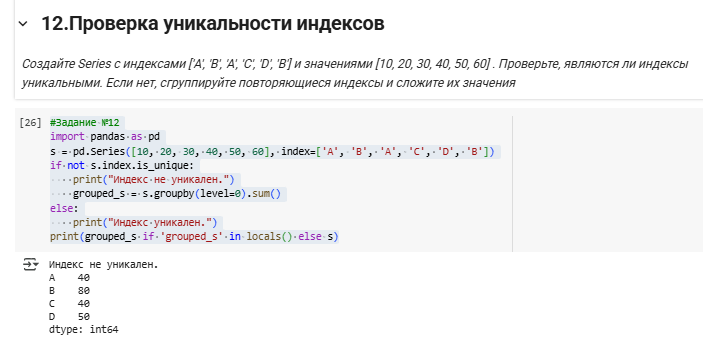 12.Проверка уникальности индексов
Создайте Series с индексами ['A', 'B', 'A', 'C', 'D', 'B'] и значениями [10, 20, 30, 40, 50, 60] . Проверьте, являются ли индексы
уникальными. Если нет, сгруппируйте повторяющиеся индексы и сложите их значения
[26] #Задание №12
import pandas as pd
s = pd.Series([10, 20, 30, 40, 50, 60], index=['A', 'B', 'A', 'C', 'D', 'B'])
if not s.index.is_unique:
    print("Индекс не уникален.")
    grouped_s = s.groupby(level=0).sum()
else:
    print("Индекс уникален.")
print(grouped_s if 'grouped_s' in locals() else s)
Индекс не уникален.
A    40
B    80
C    40
D    50
dtype: int64